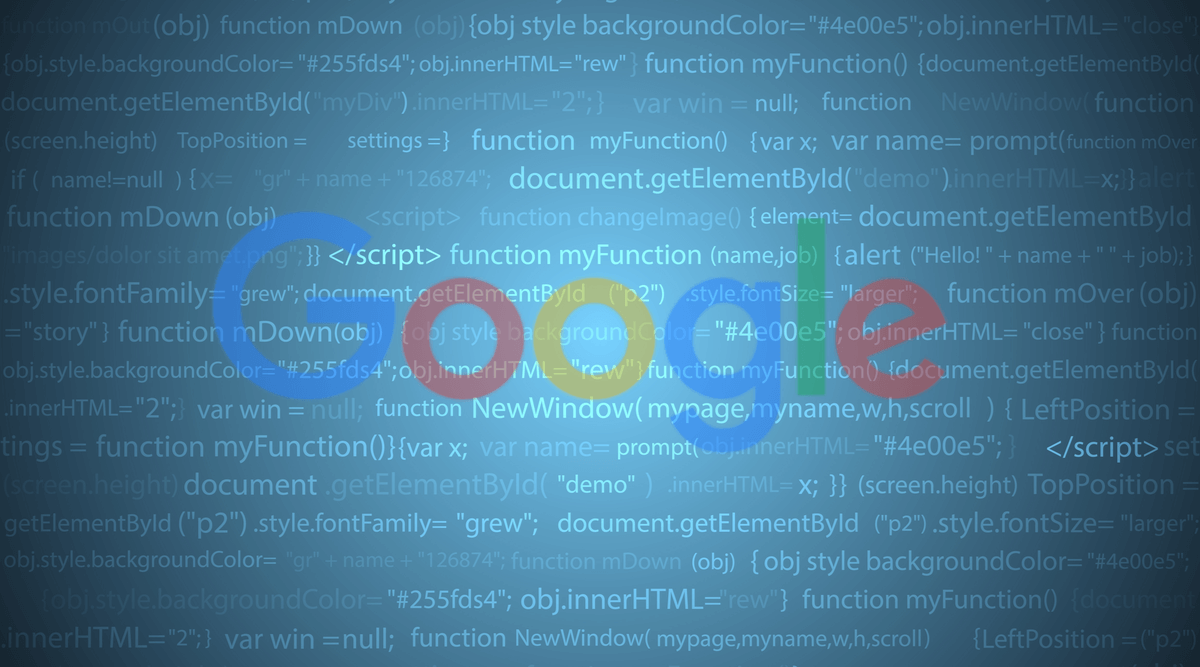 function mOut (obj) function mDown (obj) {obj style backgroundColor= "#4e00e5"; obj.innerHTML= "close"
{obj.style.backgroundColor= "#255fds4"; obj.innerHTML="rew" } function myFunction() {document.getElementById(
document.getElementById("myDiv") .innerHTML= "2";} var win = null; function NewWindow( function
(screen.height) TopPosition = settings =} function myFunction() {var x; var name= prompt( function mOver
if ( name!=null ) { x= "gr" + name + "126874"; document.getElementById("demo").innerHTML=x;}} alert
function mDown (obj) <script> function changeImage() { element= document.getElementById
"images/dolor sit amet.png"; }} </script> function myFunction (name,job) {alert ("Hello! " + name + " " + job);}
.style.fontFamily= "grew"; document.getElementById ("p2") .style.fontSize= "larger"; function mOver (obj)
Google
="story" } function mDown(obj) {obj style backgroundColor= "#4e00e5"; obj.innerHTML= "close" } function
obj.style.backgroundColor= "#255fds4"; obj.innerHTML= "rew"} function myFunction() {document.getElementById(
.innerHTML="2";} var win = null; function NewWindow( mypage,myname,w,h,scroll ) { LeftPosition =
tings = function myFunction()}{var x; var name= prompt( obj.innerHTML= "#4e00e5"; } </script> set
(screen.height) document .getElementById( "demo" ) .innerHTML= x; }} (screen.height) TopPosition =
getElementById ("p2") .style.fontFamily= "grew"; document.getElementById ("p2") .style.fontSize= "larger"
obj.style.backgroundColor= "gr" + name + "126874"; function mDown (obj) { obj style backgroundColor= "#4e00e5";
{obj.style.backgroundColor= "#255fds4"; obj.innerHTML="rew"} function myFunction() {document
.innerHTML="2";} var win =null; function NewWindow( mypage,myname,w,h,scroll) {LeftPosition =("p2")